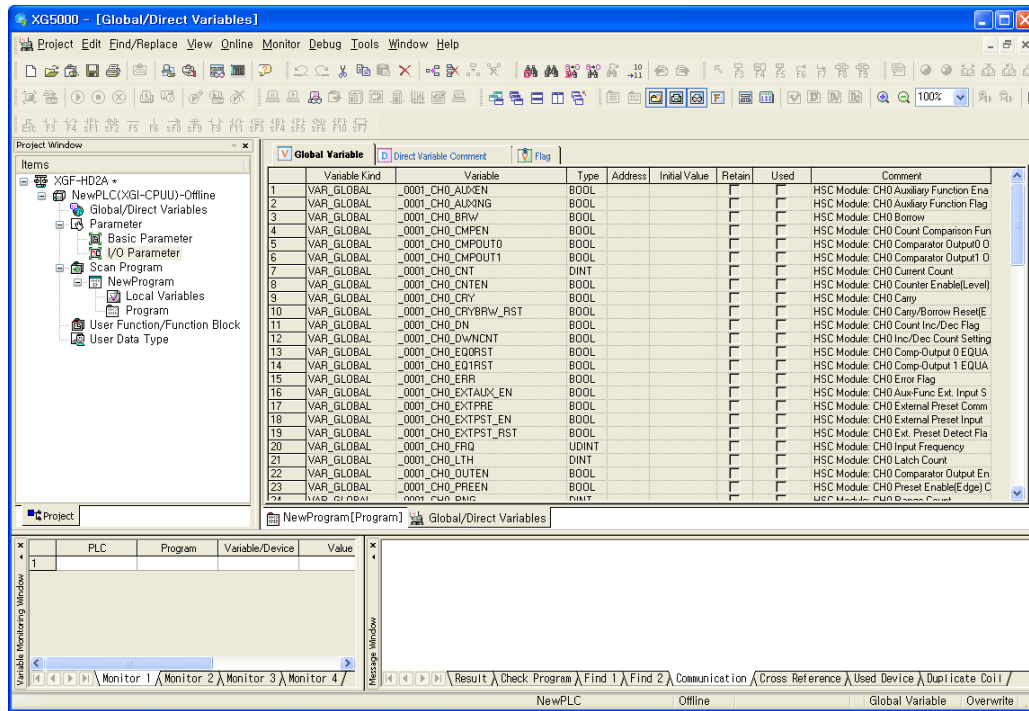 XG5000 - [Global/Direct Variables]
Project Edit Find/Replace View Online Monitor Debug Tools Window Help
100%
Project Window
Items
XGF-HD2A *
NewPLC(XGI-CPUU)-Offline
Global/Direct Variables
Parameter
Basic Parameter
I/O Parameter
Scan Program
NewProgram
Local Variables
Program
User Function/Function Block
User Data Type
Project
V Global Variable D Direct Variable Comment Flag
Variable Kind Variable Type Address Initial Value Retain Used Comment
1 VAR_GLOBAL _0001_CH0_AUXEN BOOL HSC Module: CH0 Auxiliary Function Ena
2 VAR_GLOBAL _0001_CH0_AUXING BOOL HSC Module: CH0 Auxiliary Function Flag
3 VAR_GLOBAL _0001_CH0_BRW BOOL HSC Module: CH0 Borrow
4 VAR_GLOBAL _0001_CH0_CMPEN BOOL HSC Module: CH0 Count Comparison Fun
5 VAR_GLOBAL _0001_CH0_CMPOUT0 BOOL HSC Module: CH0 Comparator Output0 O
6 VAR_GLOBAL _0001_CH0_CMPOUT1 BOOL HSC Module: CH0 Comparator Output1 O
7 VAR_GLOBAL _0001_CH0_CNT DINT HSC Module: CH0 Current Count
8 VAR_GLOBAL _0001_CH0_CNTEN BOOL HSC Module: CH0 Counter Enable(Level)
9 VAR_GLOBAL _0001_CH0_CRY BOOL HSC Module: CH0 Carry
10 VAR_GLOBAL _0001_CH0_CRYBRW_RST BOOL HSC Module: CH0 Carry/Borrow Reset(E
11 VAR_GLOBAL _0001_CH0_DN BOOL HSC Module: CH0 Count Inc/Dec Flag
12 VAR_GLOBAL _0001_CH0_DWNCNT BOOL HSC Module: CH0 Inc/Dec Count Setting
13 VAR_GLOBAL _0001_CH0_EQ0RST BOOL HSC Module: CH0 Comp-Output 0 EQUA
14 VAR_GLOBAL _0001_CH0_EQ1RST BOOL HSC Module: CH0 Comp-Output 1 EQUA
15 VAR_GLOBAL _0001_CH0_ERR BOOL HSC Module: CH0 Error Flag
16 VAR_GLOBAL _0001_CH0_EXTAUX_EN BOOL HSC Module: CH0 Aux-Func Ext. Input S
17 VAR_GLOBAL _0001_CH0_EXTPRE BOOL HSC Module: CH0 External Preset Comm
18 VAR_GLOBAL _0001_CH0_EXTPST_EN BOOL HSC Module: CH0 External Preset Input
19 VAR_GLOBAL _0001_CH0_EXTPST_RST BOOL HSC Module: CH0 Ext. Preset Detect Fla
20 VAR_GLOBAL _0001_CH0_FRQ UDINT HSC Module: CH0 Input Frequency
21 VAR_GLOBAL _0001_CH0_LTH DINT HSC Module: CH0 Latch Count
22 VAR_GLOBAL _0001_CH0_OUTEN BOOL HSC Module: CH0 Comparator Output En
23 VAR_GLOBAL _0001_CH0_PREEN BOOL HSC Module: CH0 Preset Enable(Edge) C
24 VAR_GLOBAL _0001_CH0_RNG DINT HSC Module: CH0 Range Count
NewProgram[Program] Global/Direct Variables
PLC Program Variable/Device Value
1
Variable Monitoring Window
Monitor 1 Monitor 2 Monitor 3 Monitor 4
Message Window
Result Check Program Find 1 Find 2 Communication Cross Reference Used Device Duplicate Coil
NewPLC Offline Global Variable Overwrite